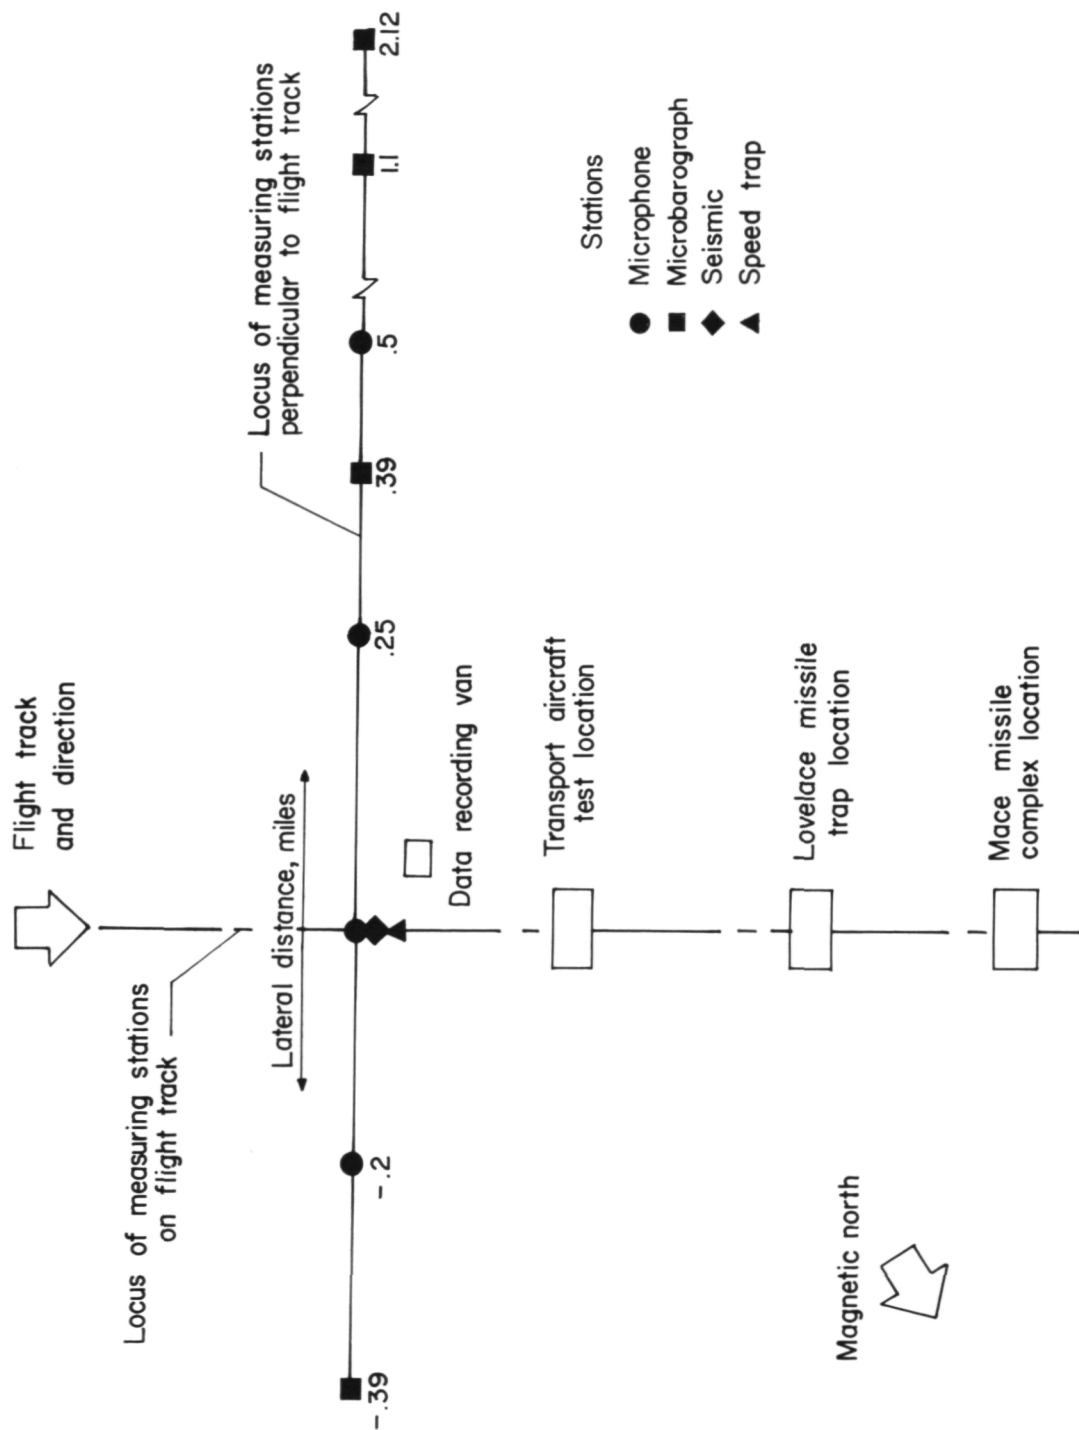 Flight track
and direction
Locus of measuring stations
on flight track
Lateral distance, miles
Locus of measuring stations
perpendicular to flight track
-.39
-.2
.25
.39
.5
1.1
2.12
Data recording van
Transport aircraft
test location
Lovelace missile
trap location
Mace missile
complex location
Magnetic north
Stations
Microphone
Microbarograph
Seismic
Speed trap